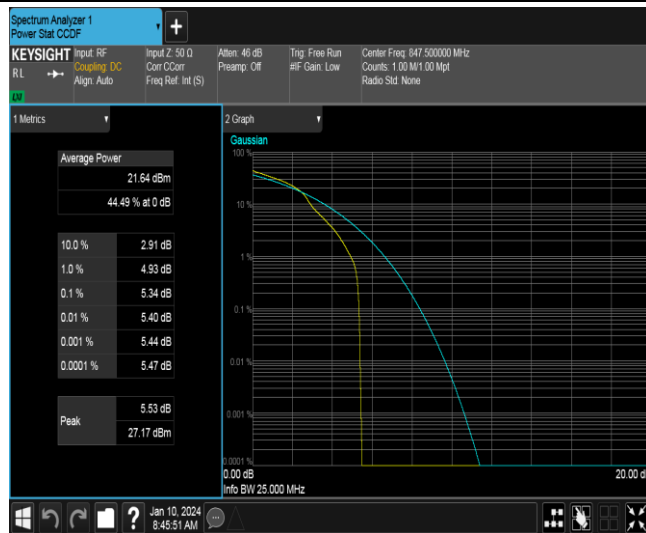 Spectrum Analyzer 1
Power Stat CCDF
+
KEYSIGHT
RL
LXI
Input: RF
Coupling: DC
Align: Auto
Input Z: 50 Ω
Corr CCorr
Freq Ref: Int (S)
Atten: 46 dB
Preamp: Off
Trig: Free Run
#IF Gain: Low
Center Freq: 847.500000 MHz
Counts: 1.00 M/1.00 Mpt
Radio Std: None
1 Metrics
Average Power
21.64 dBm
44.49 % at 0 dB
10.0 % 2.91 dB
1.0 % 4.93 dB
0.1 % 5.34 dB
0.01 % 5.40 dB
0.001 % 5.44 dB
0.0001 % 5.47 dB
Peak
5.53 dB
27.17 dBm
2 Graph
Gaussian
100 %
10 %
1 %
0.1 %
0.01 %
0.001 %
0.0001 %
0.00 dB
20.00 d
Info BW 25.000 MHz
?
Jan 10, 2024
8:45:51 AM